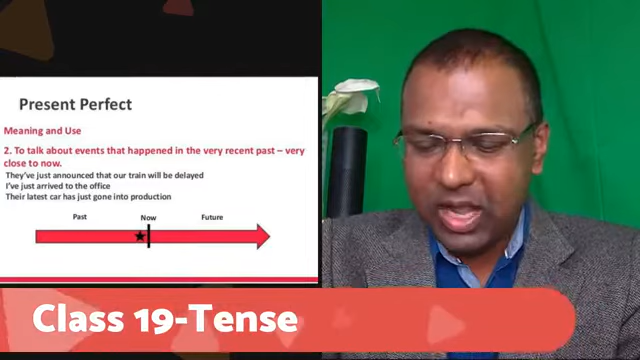 Present Perfect
Meaning and Use
2. To talk about events that happened in the very recent past – very
close to now.
They've just announced that our train will be delayed
I've just arrived to the office
Their latest car has just gone into production
Past Now Future
Class 19-Tense